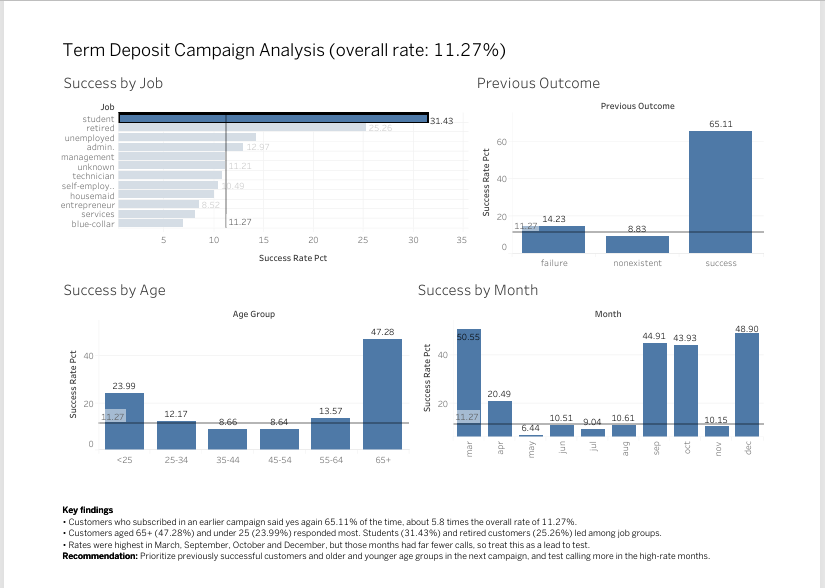 Term Deposit Campaign Analysis (overall rate: 11.27%)
Success by Job
Job
student 31.43
retired 25.26
unemployed
admin. 12.97
management
unknown 11.21
technician
self-employ.. 10.49
housemaid
entrepreneur 8.52
services
blue-collar 11.27
5 10 15 20 25 30 35
Success Rate Pct
Previous Outcome
Previous Outcome
Success Rate Pct
60
40
20
0
11.27
14.23 8.83 65.11
failure nonexistent success
Success by Age
Age Group
Success Rate Pct
40
20
0
11.27
23.99 12.17 8.66 8.64 13.57 47.28
<25 25-34 35-44 45-54 55-64 65+
Success by Month
Month
Success Rate Pct
40
20
11.27
50.55 20.49 6.44 10.51 9.04 10.61 44.91 43.93 10.15 48.90
mar apr may jun jul aug sep oct nov dec
Key findings
• Customers who subscribed in an earlier campaign said yes again 65.11% of the time, about 5.8 times the overall rate of 11.27%.
• Customers aged 65+ (47.28%) and under 25 (23.99%) responded most. Students (31.43%) and retired customers (25.26%) led among job groups.
• Rates were highest in March, September, October and December, but those months had far fewer calls, so treat this as a lead to test.
Recommendation: Prioritize previously successful customers and older and younger age groups in the next campaign, and test calling more in the high-rate months.